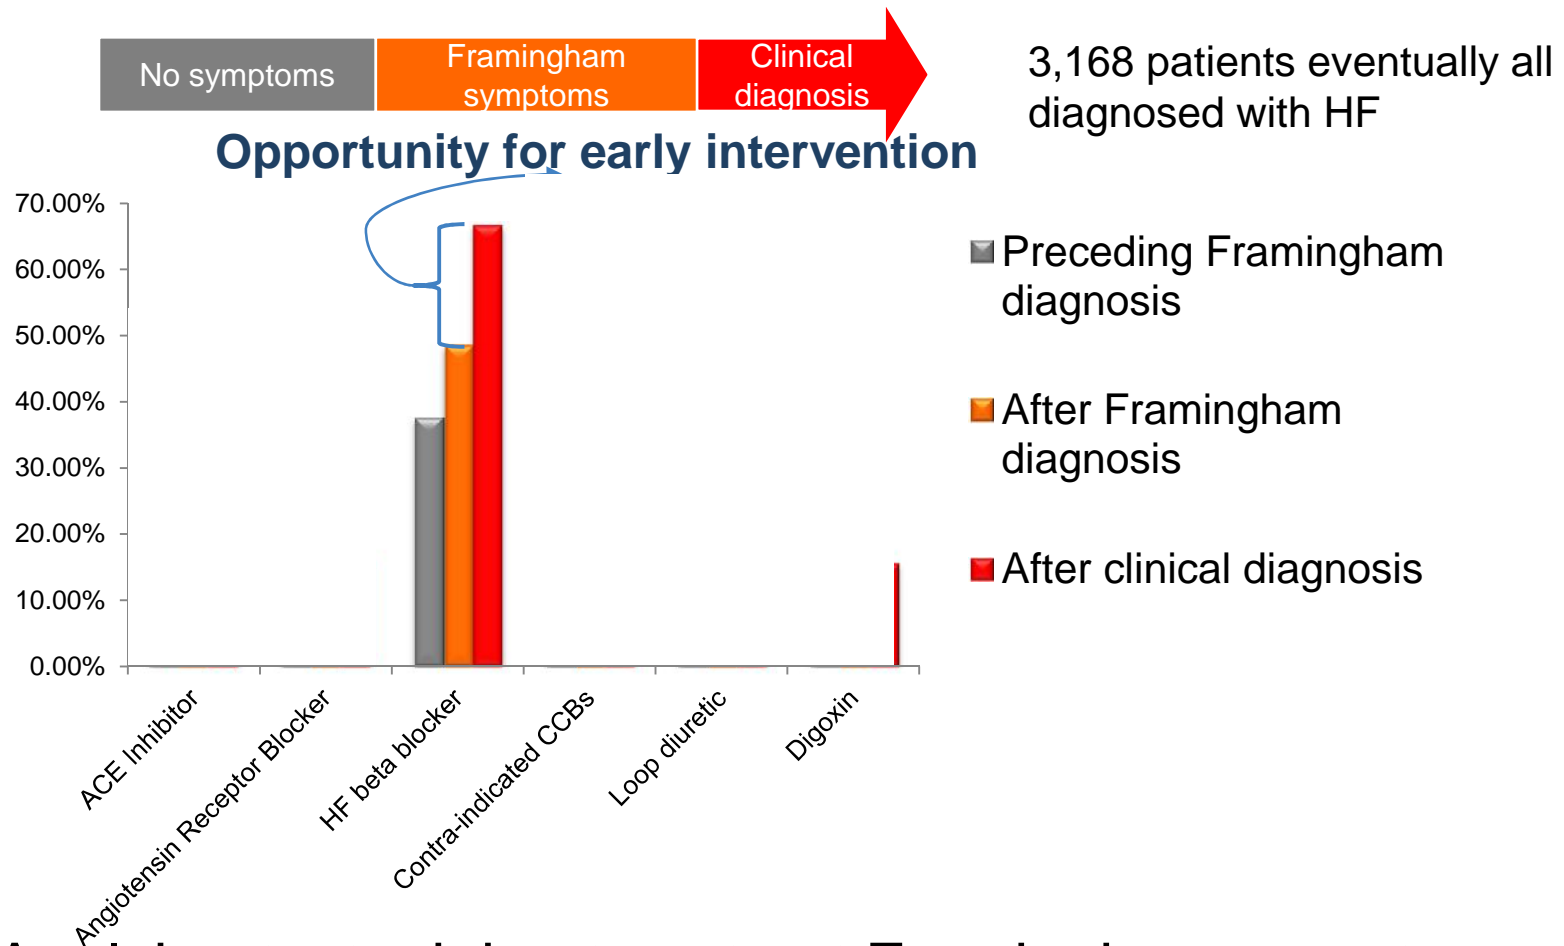 No symptoms
Framingham
symptoms
Clinical
diagnosis
3,168 patients eventually all
diagnosed with HF
Opportunity for early intervention
70.00%
60.00%
50.00%
40.00%
30.00%
20.00%
10.00%
0.00%
ACE Inhibitor
Angiotensin Receptor Blocker
HF beta blocker
Contra-indicated CCBs
Loop diuretic
Digoxin
Preceding Framingham
diagnosis
After Framingham
diagnosis
After clinical diagnosis